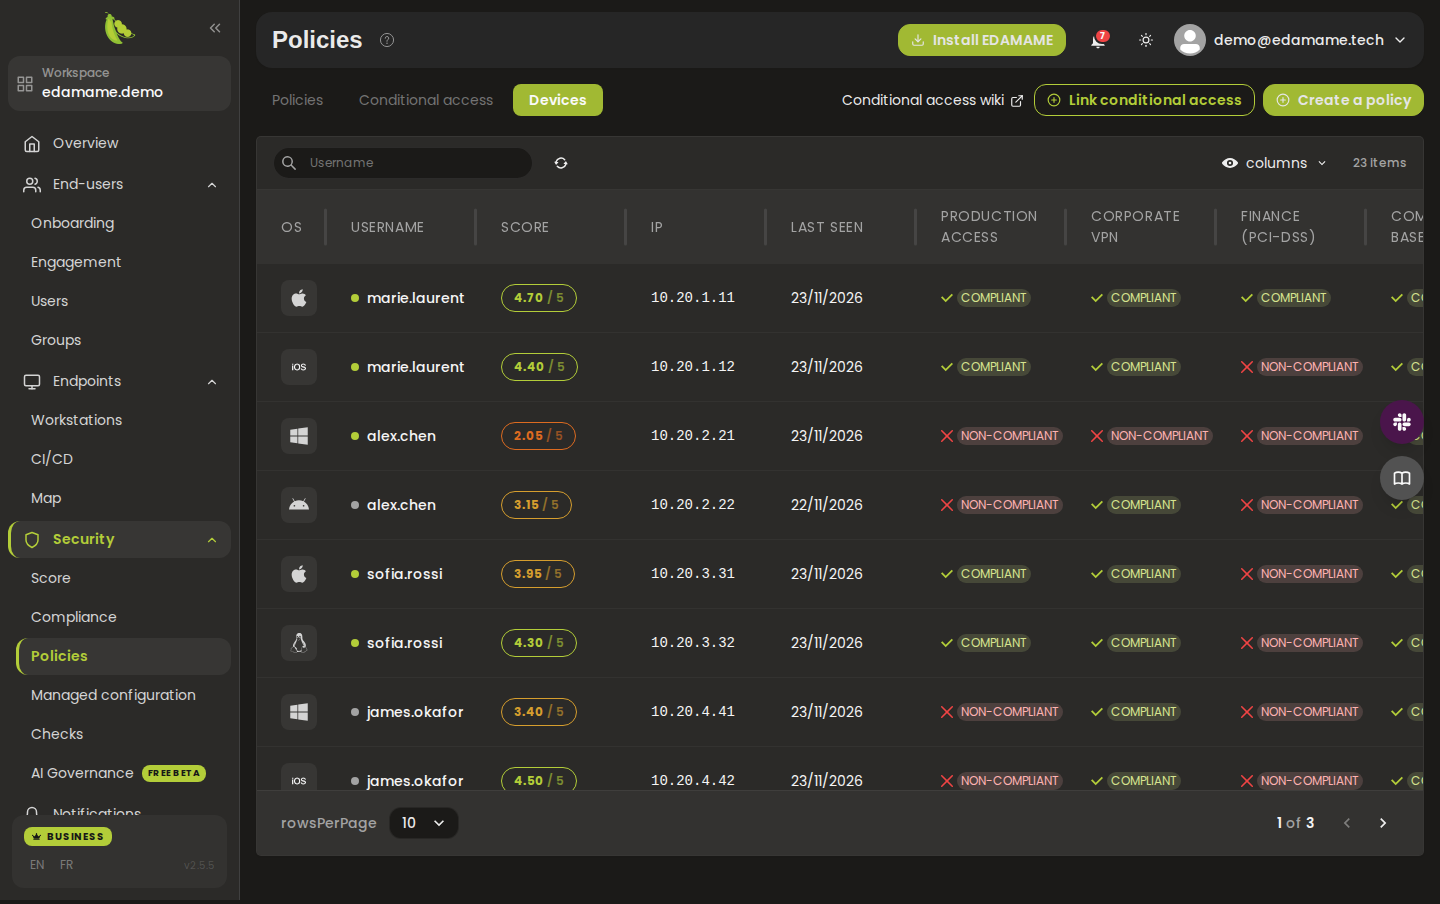 Workspace
edamame.demo
Overview
End-users
Onboarding
Engagement
Users
Groups
Endpoints
Workstations
CI/CD
Map
Security
Score
Compliance
Policies
Managed configuration
Checks
AI Governance FREE BETA
Notifications
BUSINESS
EN FR v2.5.5
Policies
Install EDAMAME
7
demo@edamame.tech
Policies Conditional access Devices
Conditional access wiki
Link conditional access
Create a policy
Username
columns
23 Items
OS USERNAME SCORE IP LAST SEEN PRODUCTION ACCESS CORPORATE VPN FINANCE (PCI-DSS)
marie.laurent 4.70 / 5 10.20.1.11 23/11/2026 COMPLIANT COMPLIANT COMPLIANT
iOS marie.laurent 4.40 / 5 10.20.1.12 23/11/2026 COMPLIANT COMPLIANT NON-COMPLIANT
alex.chen 2.05 / 5 10.20.2.21 23/11/2026 NON-COMPLIANT NON-COMPLIANT NON-COMPLIANT
alex.chen 3.15 / 5 10.20.2.22 22/11/2026 NON-COMPLIANT COMPLIANT NON-COMPLIANT
sofia.rossi 3.95 / 5 10.20.3.31 23/11/2026 COMPLIANT COMPLIANT NON-COMPLIANT
sofia.rossi 4.30 / 5 10.20.3.32 23/11/2026 COMPLIANT COMPLIANT NON-COMPLIANT
james.okafor 3.40 / 5 10.20.4.41 23/11/2026 NON-COMPLIANT COMPLIANT NON-COMPLIANT
iOS james.okafor 4.50 / 5 10.20.4.42 23/11/2026 NON-COMPLIANT COMPLIANT NON-COMPLIANT
rowsPerPage 10
1 of 3